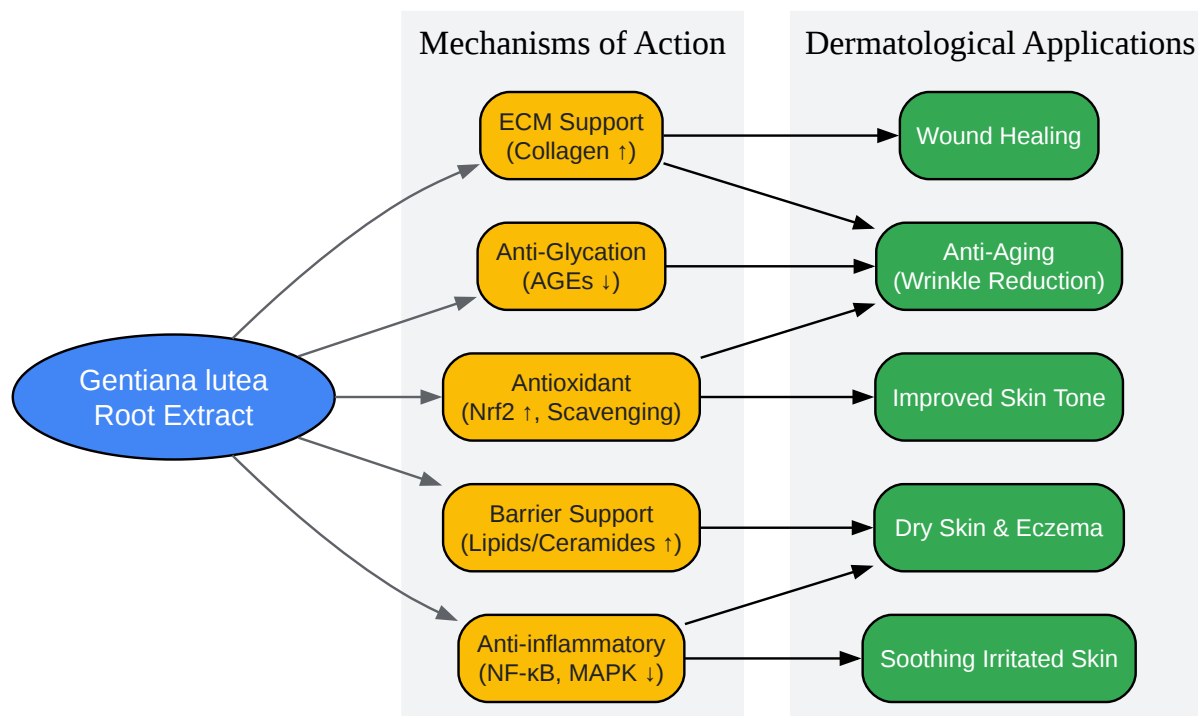 Mechanisms of Action
Dermatological Applications
ECM Support
(Collagen ↑)
Wound Healing
Anti-Glycation
(AGEs ↓)
Anti-Aging
(Wrinkle Reduction)
Gentiana lutea
Root Extract
Antioxidant
(Nrf2 ↑, Scavenging)
Improved Skin Tone
Barrier Support
(Lipids/Ceramides ↑)
Dry Skin & Eczema
Anti-inflammatory
(NF-κB, MAPK ↓)
Soothing Irritated Skin